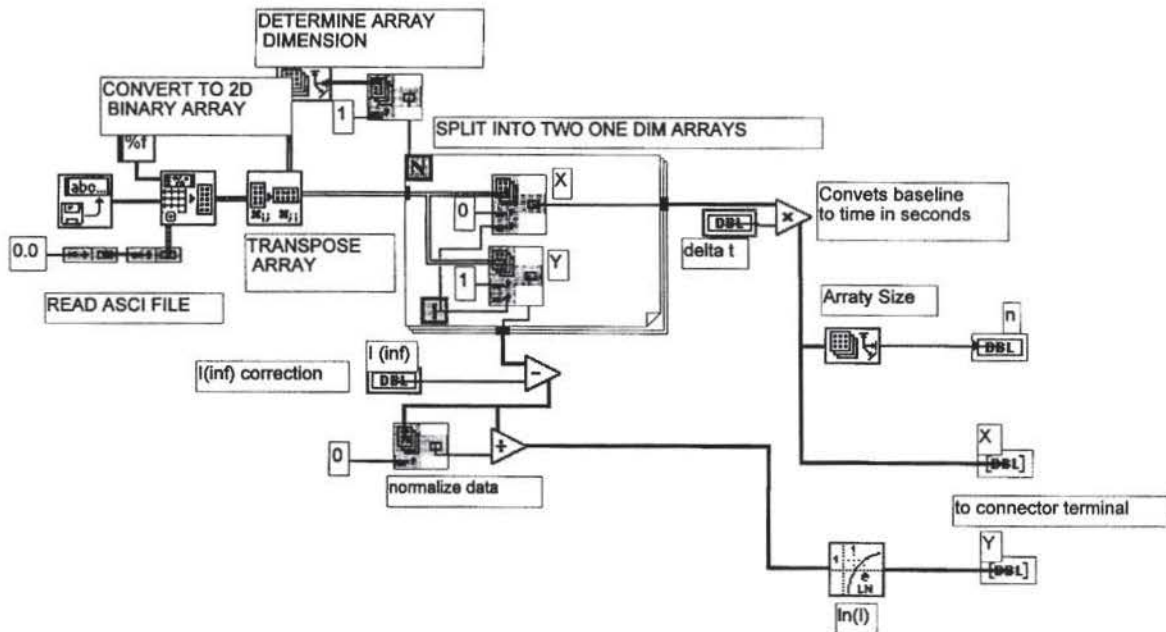 DETERMINE ARRAY
DIMENSION
CONVERT TO 2D
BINARY ARRAY
1
%f
SPLIT INTO TWO ONE DIM ARRAYS
N
X
abc...
0
Convets baseline
to time in seconds
DBL
delta t
0.0
TRANSPOSE
ARRAY
Y
1
i
READ ASCI FILE
Arraty Size
n
DBL
I (inf)
I(inf) correction
DBL
0
normalize data
X
[DBL]
to connector terminal
Y
[DBL]
1
1
e
LN
ln(I)